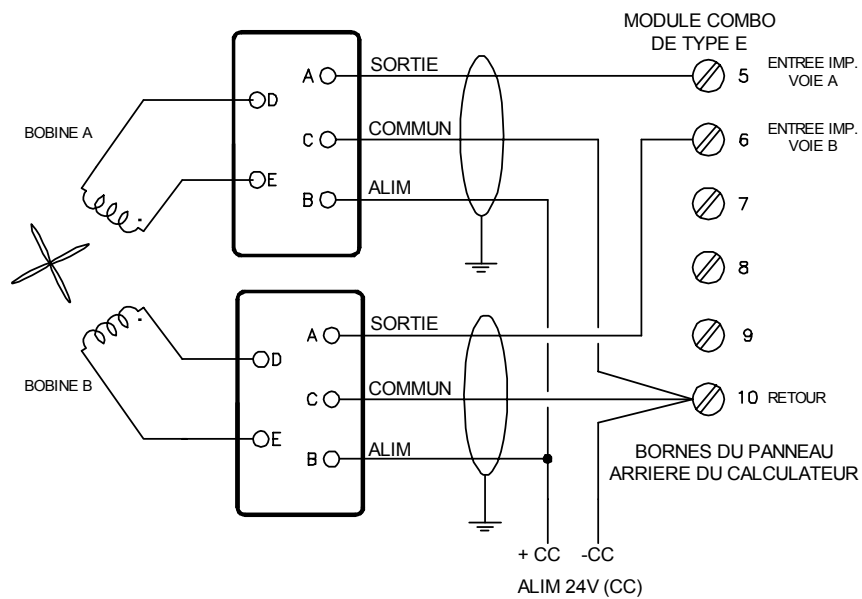 MODULE COMBO
DE TYPE E
A SORTIE
5 ENTREE IMP.
VOIE A
D
BOBINE A
C COMMUN
6 ENTREE IMP.
VOIE B
E
B ALIM
7
8
A SORTIE
9
D
BOBINE B
C COMMUN
10 RETOUR
E
B ALIM
BORNES DU PANNEAU
ARRIERE DU CALCULATEUR
+ CC -CC
ALIM 24V (CC)